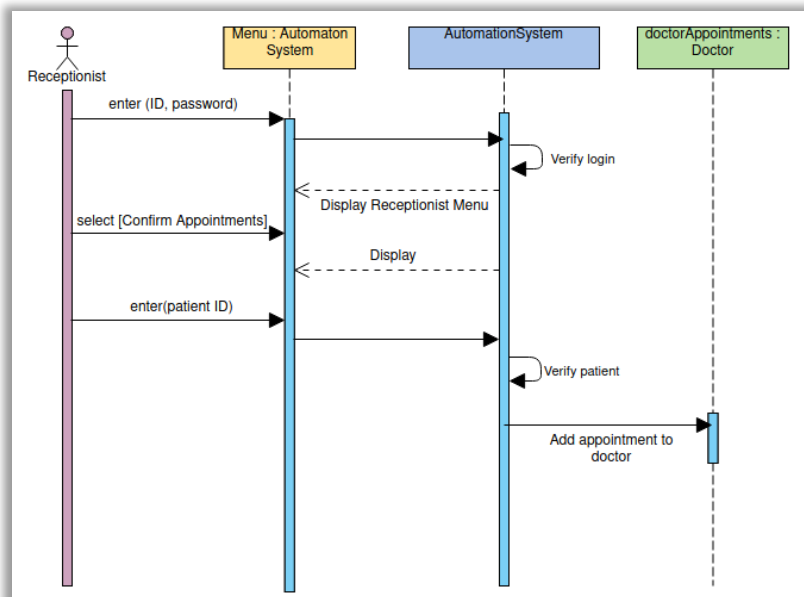 Menu : Automaton
System
AutomationSystem
doctorAppointments :
Doctor
Receptionist
enter (ID, password)
Verify login
Display Receptionist Menu
select [Confirm Appointments]
Display
enter(patient ID)
Verify patient
Add appointment to
doctor